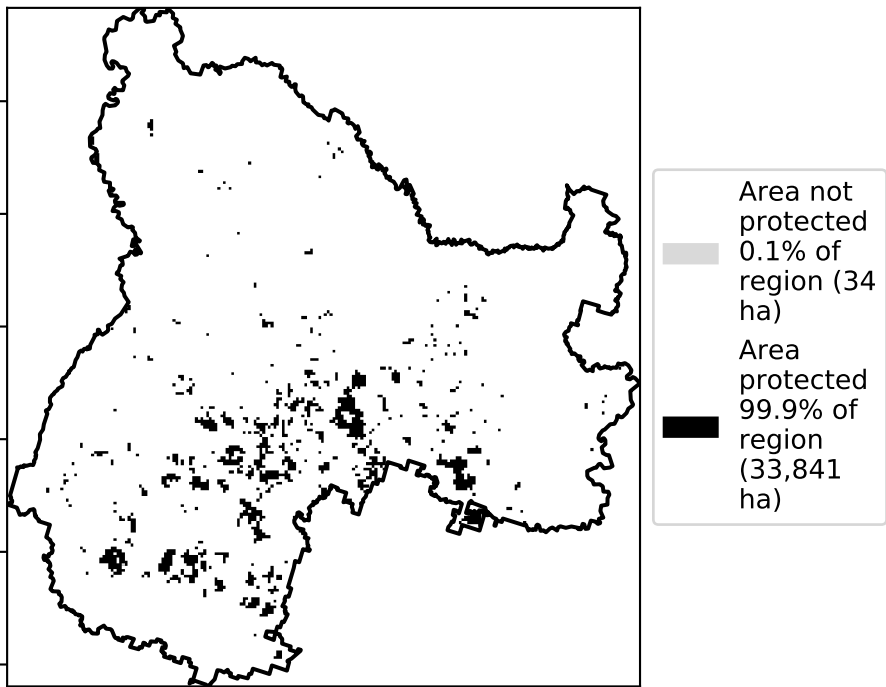 Area not
protected
0.1% of
region (34
ha)
Area
protected
99.9% of
region
(33,841
ha)